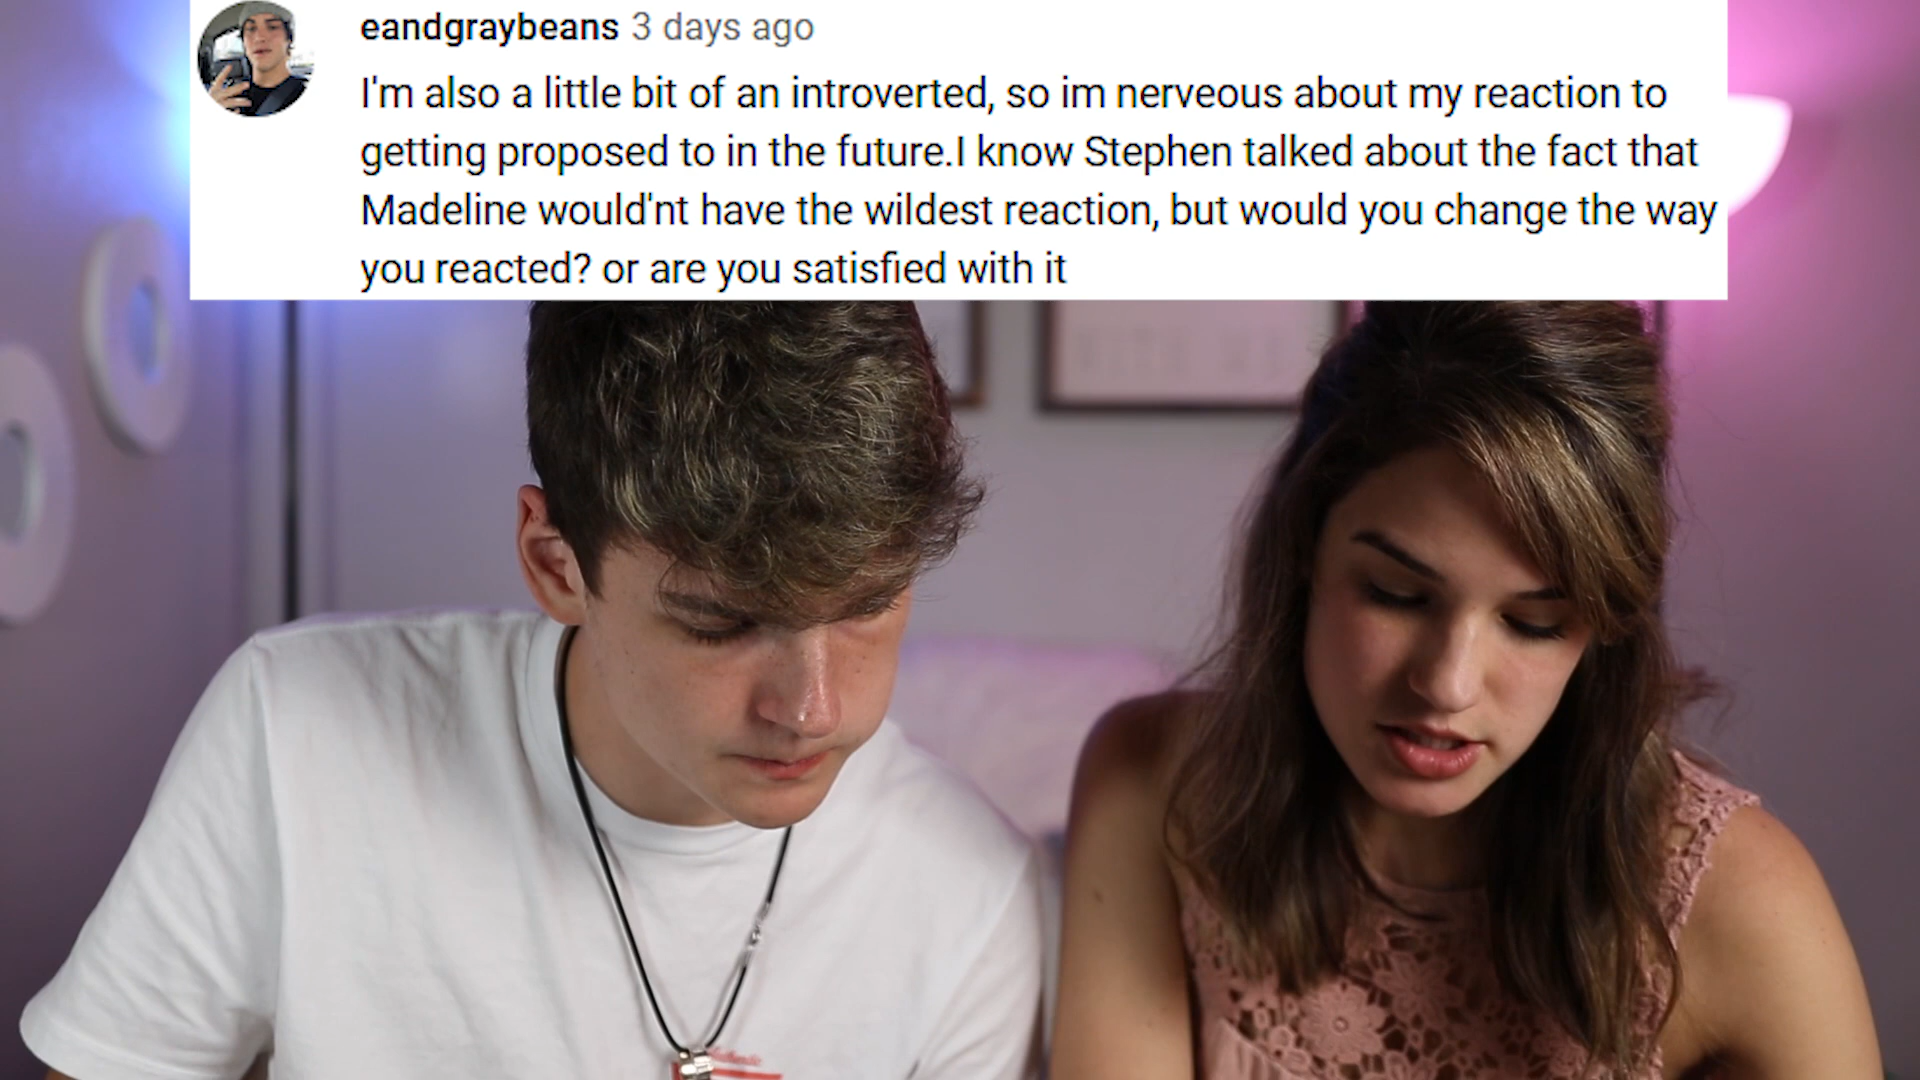 eandgraybeans 3 days ago
I'm also a little bit of an introverted, so im nerveous about my reaction to
getting proposed to in the future.I know Stephen talked about the fact that
Madeline would'nt have the wildest reaction, but would you change the way
you reacted? or are you satisfied with it